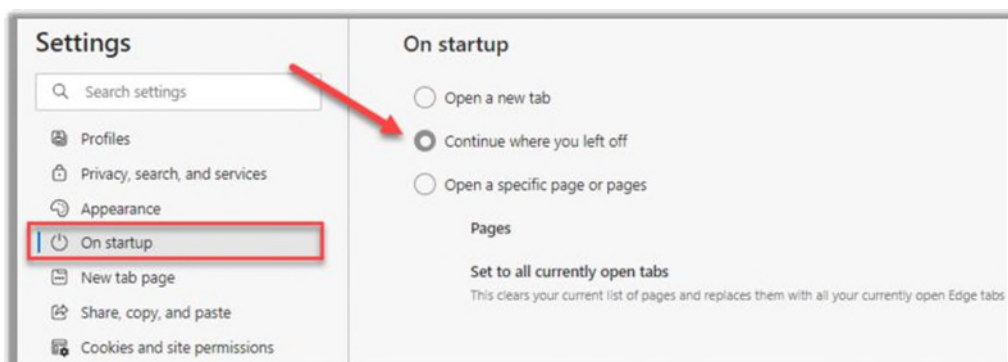 Settings
Search settings
Profiles
Privacy, search, and services
Appearance
On startup
New tab page
Share, copy, and paste
Cookies and site permissions
On startup
Open a new tab
Continue where you left off
Open a specific page or pages
Pages
Set to all currently open tabs
This clears your current list of pages and replaces them with all your currently open Edge tabs